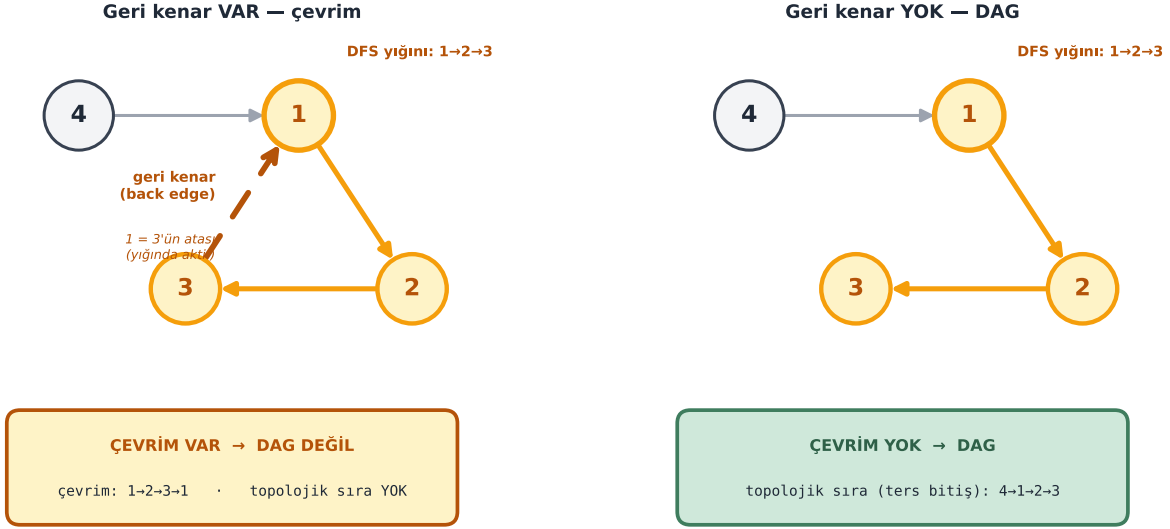 Geri kenar VAR — çevrim
DFS yığını: 1→2→3
4
1
geri kenar
(back edge)
1 = 3'ün atası
(yığında aktif)
3
2
ÇEVRİM VAR → DAG DEĞİL
çevrim: 1→2→3→1 · topolojik sıra YOK
Geri kenar YOK — DAG
DFS yığını: 1→2→3
4
1
3
2
ÇEVRİM YOK → DAG
topolojik sıra (ters bitiş): 4→1→2→3